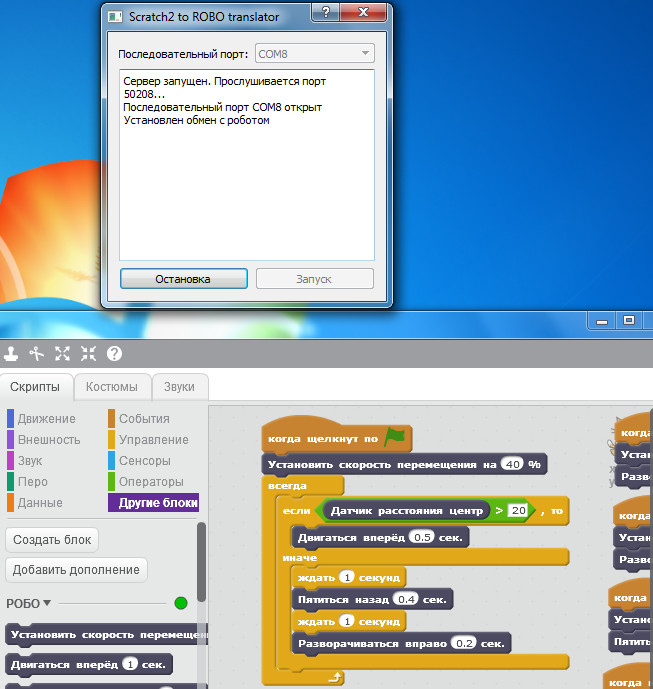 Scratch2 to ROBO translator
Последовательный порт: COM8
Сервер запущен. Прослушивается порт
50208...
Последовательный порт COM8 открыт
Установлен обмен с роботом
Остановка Запуск
Скрипты Костюмы Звуки
Движение События
Внешность Управление
Звук Сенсоры
Перо Операторы
Данные Другие блоки
Создать блок
Добавить дополнение
РОБО
Установить скорость перемещен
Двигаться вперёд 1 сек.
когда щелкнут по
Установить скорость перемещения на 40 %
всегда
если Датчик расстояния центр > 20 , то
Двигаться вперёд 0.5 сек.
иначе
ждать 1 секунд
Пятиться назад 0.4 сек.
ждать 1 секунд
Разворачиваться вправо 0.2 сек.
когд
Уста
Разв
когда
Устан
Разво
когда
Устан
Пятит
когда